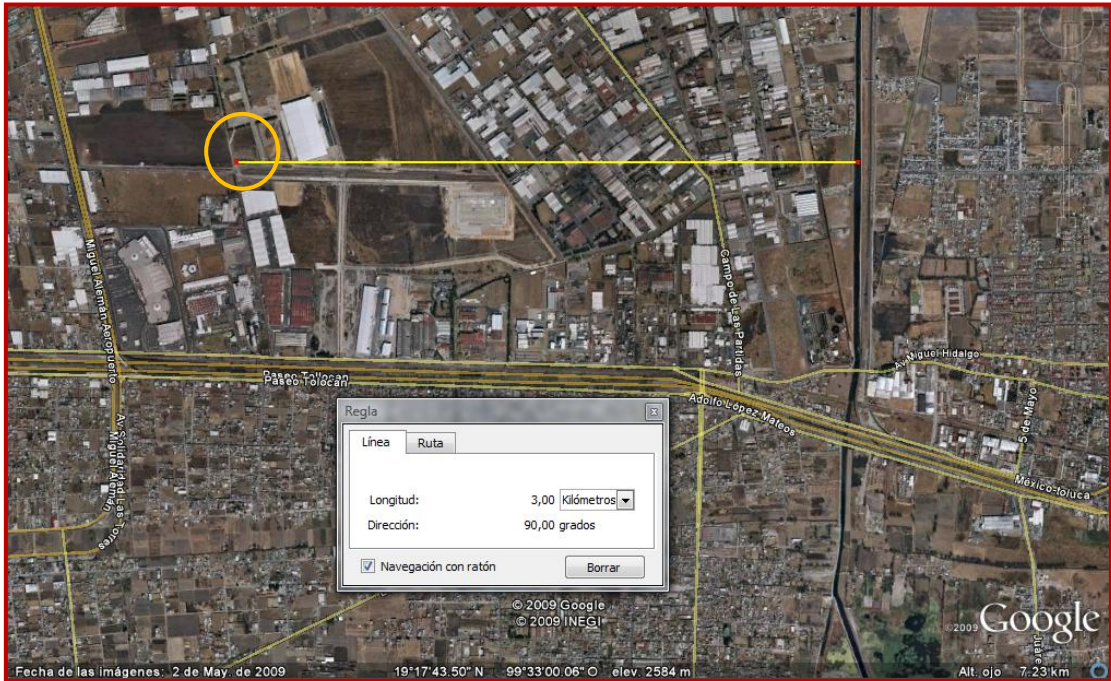 Miguel Alemán Aeropuerto
Campo de Las Partidas
Av Miguel Hidalgo
Paseo Tollocan
Paseo Tolocan
Adolfo López Mateos
5 de Mayo
México-toluca
Av Solidaridad Las Torres
Miguel Alemán
Regla
Línea
Ruta
Longitud: 3,00 Kilómetros
Dirección: 90,00 grados
Navegación con ratón
Borrar
© 2009 Google
© 2009 INEGI
©2009 Google
Fecha de las imágenes: 2 de May. de 2009
19°17'43.50" N 99°33'00.06" O elev. 2584 m
Alt. ojo 7.23 km